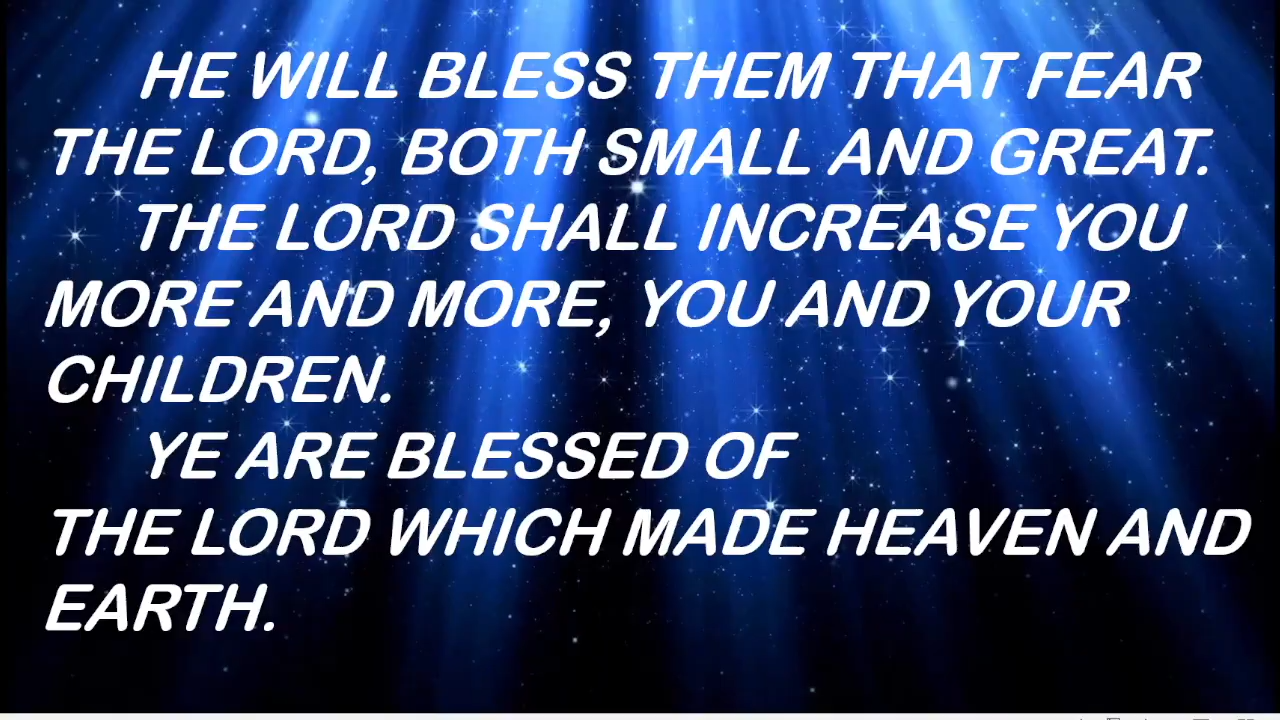 HE WILL BLESS THEM THAT FEAR
THE LORD, BOTH SMALL AND GREAT.
THE LORD SHALL INCREASE YOU
MORE AND MORE, YOU AND YOUR
CHILDREN.
YE ARE BLESSED OF
THE LORD WHICH MADE HEAVEN AND
EARTH.